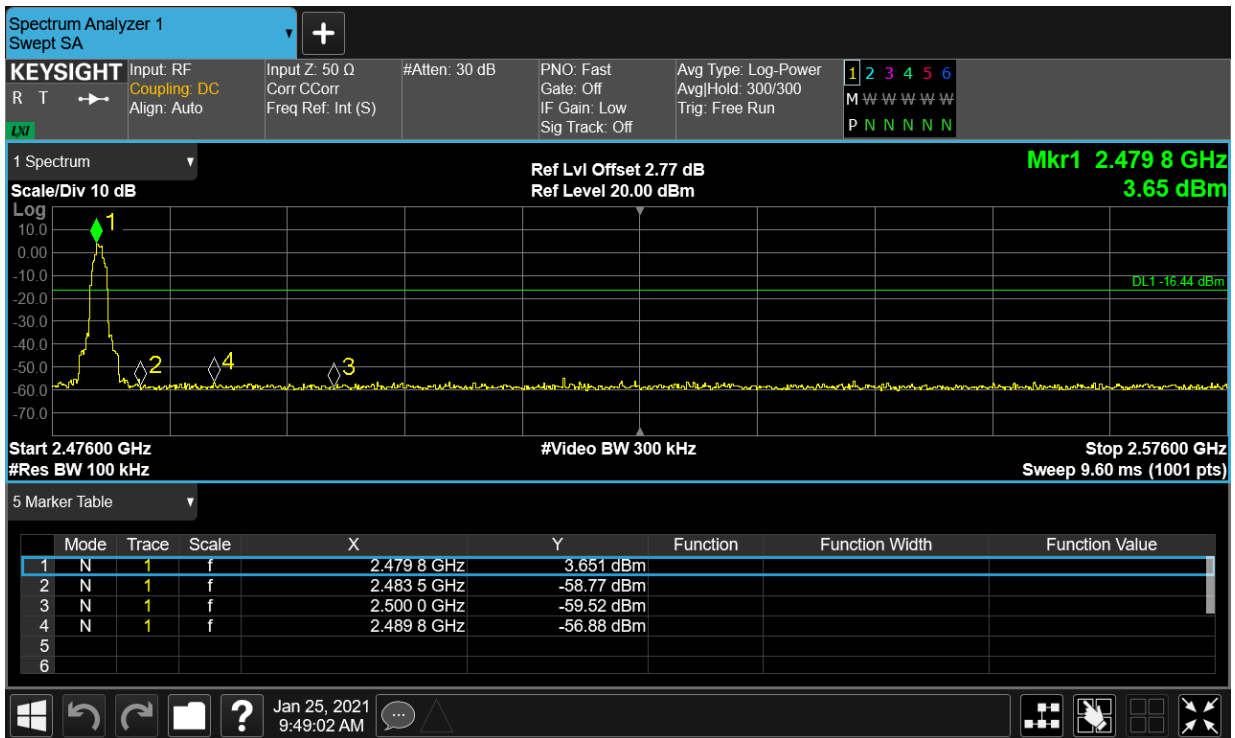 Spectrum Analyzer 1
Swept SA
+
KEYSIGHT Input: RF Input Z: 50 Ω #Atten: 30 dB PNO: Fast Avg Type: Log-Power 1 2 3 4 5 6
R T Coupling: DC Corr CCorr Gate: Off Avg|Hold: 300/300 M W W W W W
Align: Auto Freq Ref: Int (S) IF Gain: Low Trig: Free Run
LXI Sig Track: Off P N N N N N
1 Spectrum Ref Lvl Offset 2.77 dB Mkr1 2.479 8 GHz
Scale/Div 10 dB Ref Level 20.00 dBm 3.65 dBm
Log
1
10.0
0.00
-10.0
DL1 -16.44 dBm
-20.0
-30.0
-40.0
2 4 3
-50.0
-60.0
-70.0
Start 2.47600 GHz #Video BW 300 kHz Stop 2.57600 GHz
#Res BW 100 kHz Sweep 9.60 ms (1001 pts)
5 Marker Table
Mode Trace Scale X Y Function Function Width Function Value
1 N 1 f 2.479 8 GHz 3.651 dBm
2 N 1 f 2.483 5 GHz -58.77 dBm
3 N 1 f 2.500 0 GHz -59.52 dBm
4 N 1 f 2.489 8 GHz -56.88 dBm
5
6
? Jan 25, 2021
9:49:02 AM